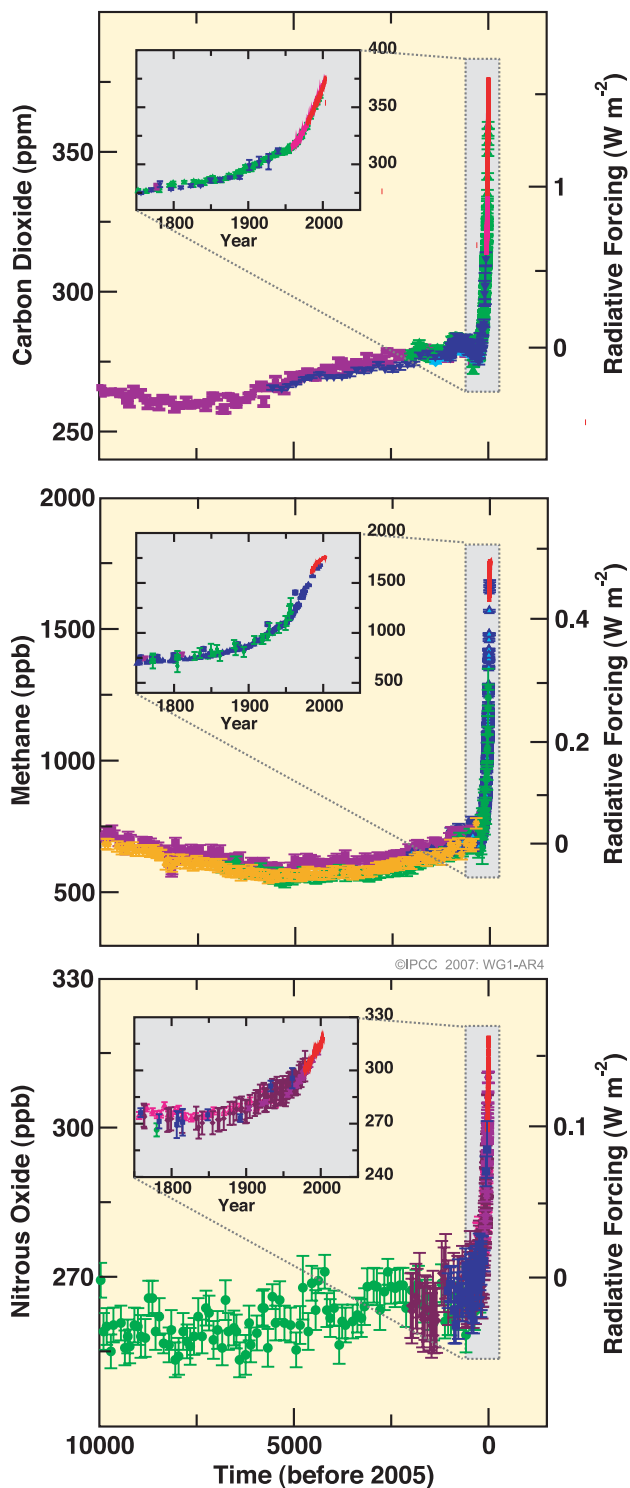 400
350
300
1800 1900 2000
Year
350
300
250
Carbon Dioxide (ppm)
1
0
Radiative Forcing (W m-2)
2000
1500
1000
500
Methane (ppb)
2000
1500
1000
500
1800 1900 2000
Year
0.4
0.2
0
Radiative Forcing (W m-2)
©IPCC 2007: WG1-AR4
330
300
270
Nitrous Oxide (ppb)
330
300
270
240
1800 1900 2000
Year
0.1
0
Radiative Forcing (W m-2)
10000 5000 0
Time (before 2005)